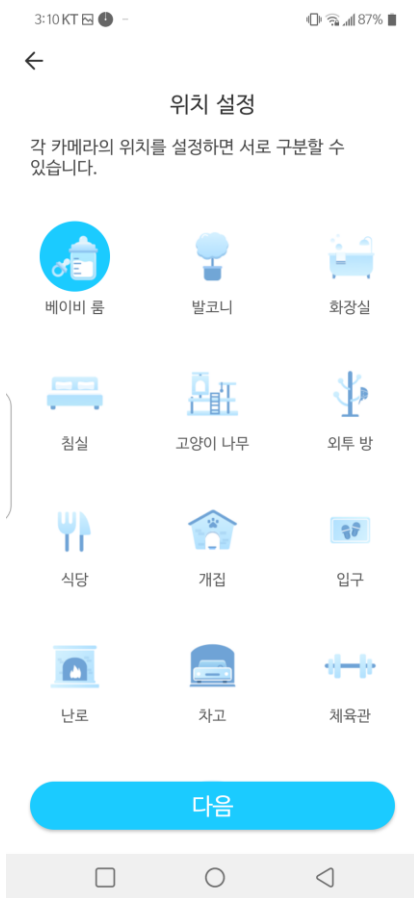 3:10 KT 87%
위치 설정
각 카메라의 위치를 설정하면 서로 구분할 수
있습니다.
베이비 룸 발코니 화장실
침실 고양이 나무 외투 방
식당 개집 입구
난로 차고 체육관
다음